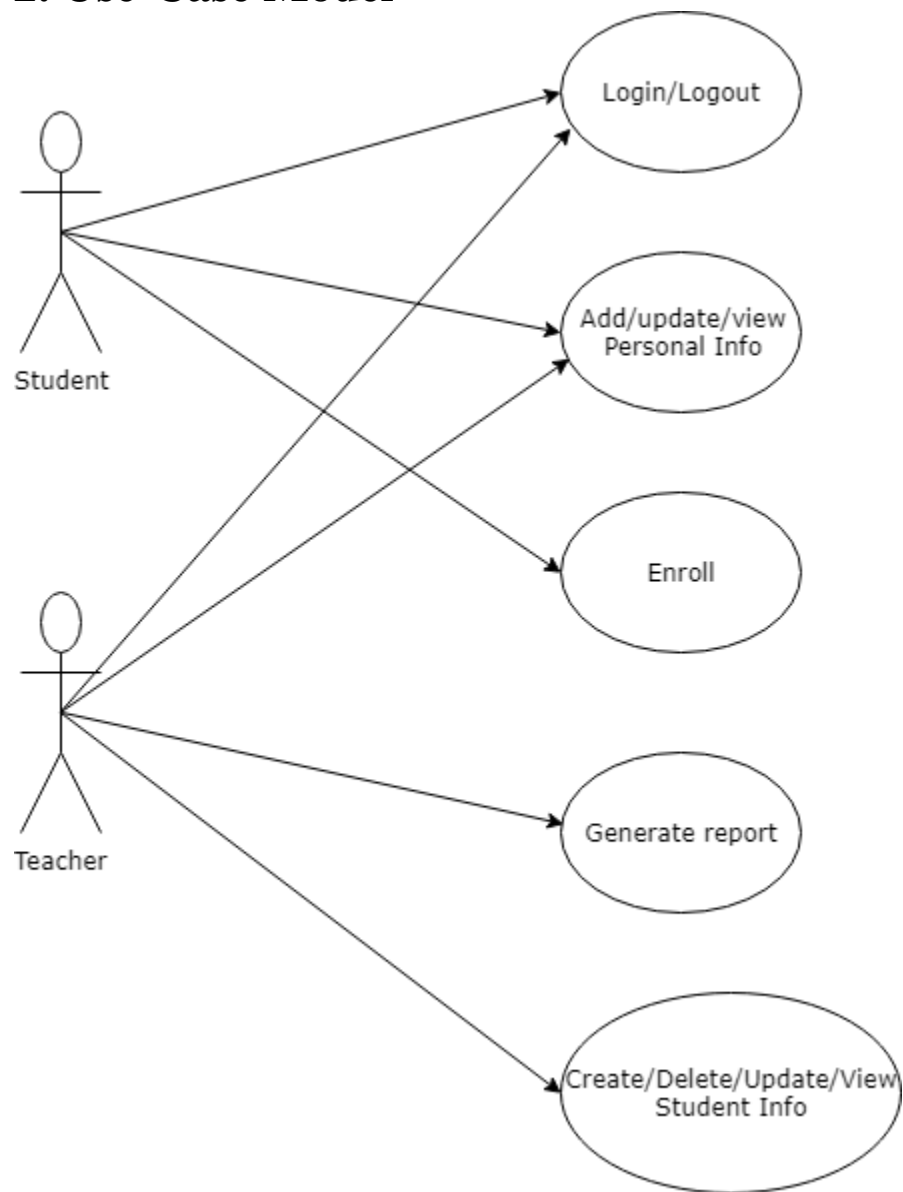 2. Use-Case Model
Login/Logout
Student
Add/update/view
Personal Info
Enroll
Teacher
Generate report
Create/Delete/Update/View
Student Info